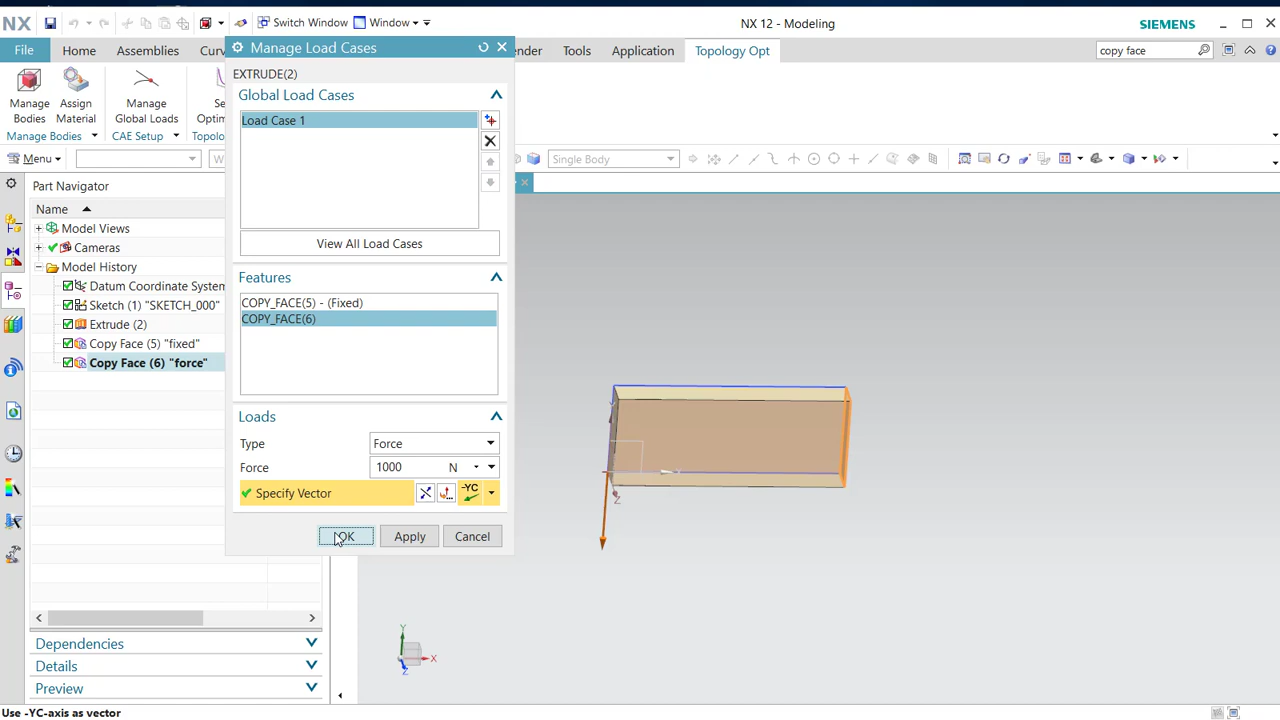 NX
Switch Window
Window
NX 12 - Modeling
SIEMENS
File
Home
Assemblies
Curv
Manage Load Cases
ender
Tools
Application
Topology Opt
copy face
EXTRUDE(2)
Manage Bodies
Assign Material
Manage Global Loads
Se
Optim
Manage Bodies
CAE Setup
Topolo
Global Load Cases
Load Case 1
View All Load Cases
Menu
W
Single Body
Part Navigator
Name
Model Views
Cameras
Model History
Datum Coordinate System
Sketch (1) "SKETCH_000"
Extrude (2)
Copy Face (5) "fixed"
Copy Face (6) "force"
Features
COPY_FACE(5) - (Fixed)
COPY_FACE(6)
Loads
Type
Force
Force
1000
N
Specify Vector
-YC
OK
Apply
Cancel
Z
Y
X
Z
Dependencies
Details
Preview
Use -YC-axis as vector